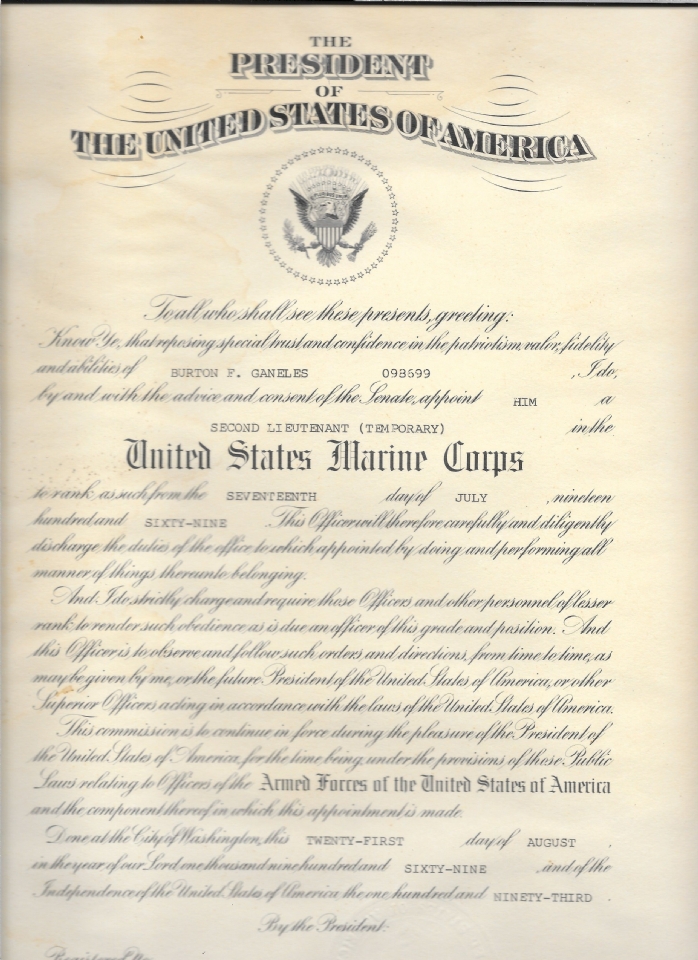 THE
PRESIDENT
OF
THE UNITED STATES OF AMERICA
To all who shall see these presents, greeting:
Know Ye, that reposing special trust and confidence in the patriotism, valor, fidelity
and abilities of BURTON F. GANELES 098699 , I do,
by and with the advice and consent of the Senate, appoint HIM a
SECOND LIEUTENANT (TEMPORARY) in the
United States Marine Corps
to rank as such from the SEVENTEENTH day of JULY , nineteen
hundred and SIXTY-NINE . This Officer will therefore carefully and diligently
discharge the duties of the office to which appointed by doing and performing all
manner of things thereunto belonging.
And I do strictly charge and require those Officers and other personnel of lesser
rank to render such obedience as is due an officer of this grade and position. And
this Officer is to observe and follow such orders and directions, from time to time, as
may be given by me, or the future President of the United States of America, or other
Superior Officers acting in accordance with the laws of the United States of America.
This commission is to continue in force during the pleasure of the President of
the United States of America, for the time being, under the provisions of those Public
Laws relating to Officers of the Armed Forces of the United States of America
and the component thereof in which this appointment is made.
Done at the City of Washington, this TWENTY-FIRST day of AUGUST ,
in the year of our Lord one thousand nine hundred and SIXTY-NINE , and of the
Independence of the United States of America the one hundred and NINETY-THIRD .
By the President: